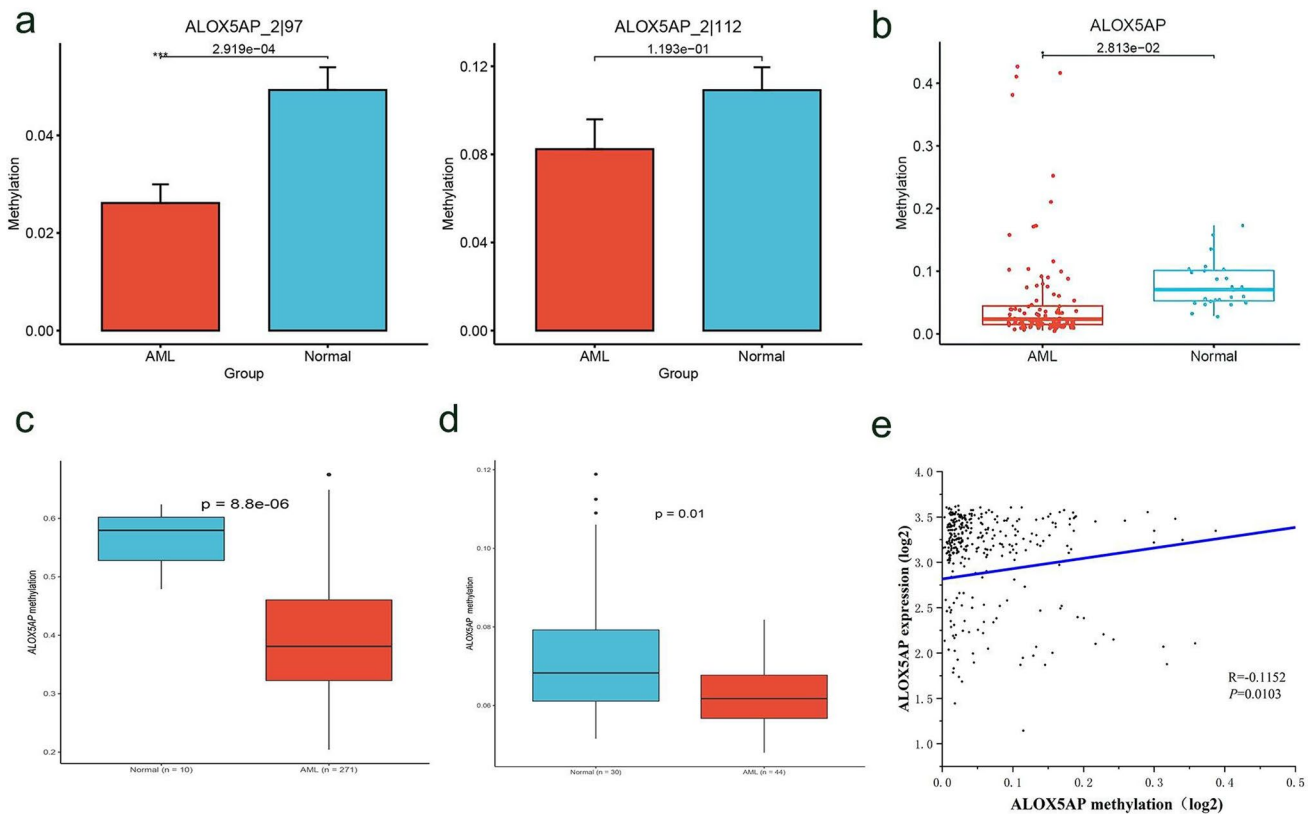 a
ALOX5AP_2|97
*** 2.919e−04
Methylation
0.04
0.02
0.00
AML
Normal
Group
ALOX5AP_2|112
1.193e−01
Methylation
0.12
0.08
0.04
0.00
AML
Normal
Group
b
ALOX5AP
*
2.813e−02
Methylation
0.4
0.3
0.2
0.1
0.0
AML
Normal
c
p = 8.8e-06
ALOX5AP methylation
0.6
0.5
0.4
0.3
0.2
Normal (n = 10)
AML (n = 271)
d
p = 0.01
ALOX5AP methylation
0.12
0.10
0.08
0.06
Normal (n = 30)
AML (n = 44)
e
ALOX5AP expression (log2)
4.0
3.5
3.0
2.5
2.0
1.5
1.0
R=-0.1152
P=0.0103
0.0
0.1
0.2
0.3
0.4
0.5
ALOX5AP methylation（log2)